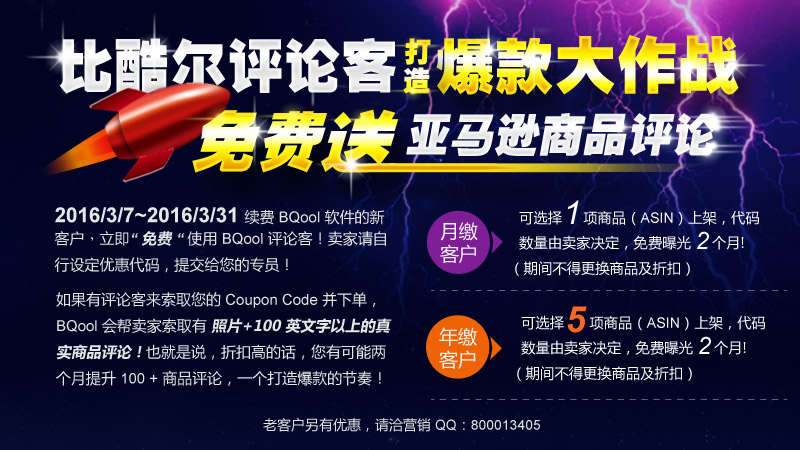 比酷尔评论客打造爆款大作战
免费送亚马逊商品评论
2016/3/7~2016/3/31 续费 BQool 软件的新
客户，立即“ 免费 “ 使用 BQool 评论客！卖家请自
行设定优惠代码，提交给您的专员！
如果有评论客来索取您的 Coupon Code 并下单，
BQool 会帮卖家索取有 照片+100 英文字以上的真
实商品评论！也就是说，折扣高的话，您有可能两
个月提升 100 + 商品评论，一个打造爆款的节奏！
月缴
客户
可选择 1 项商品（ASIN）上架，代码
数量由卖家决定，免费曝光 2 个月!
（期间不得更换商品及折扣）
年缴
客户
可选择 5 项商品（ASIN）上架，代码
数量由卖家决定，免费曝光 2 个月!
（期间不得更换商品及折扣）
老客户另有优惠，请洽营销 QQ：800013405